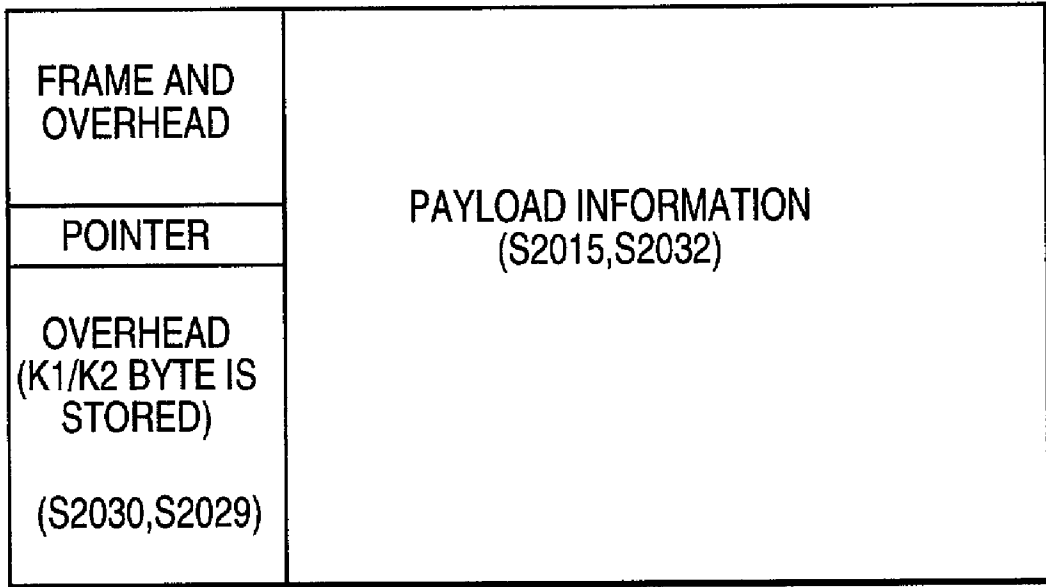 FRAME AND
OVERHEAD
POINTER
OVERHEAD
(K1/K2 BYTE IS
STORED)
(S2030,S2029)
PAYLOAD INFORMATION
(S2015,S2032)